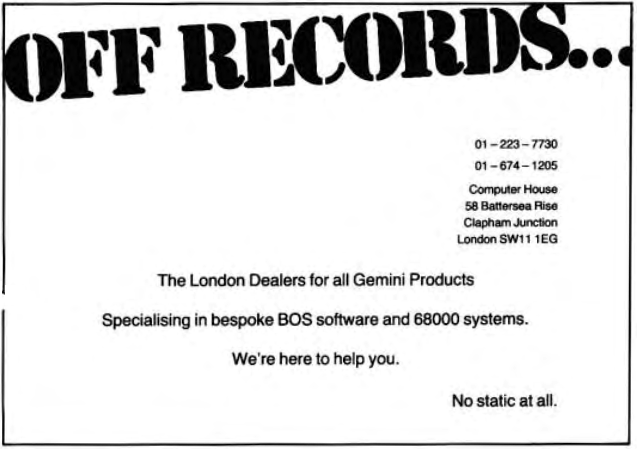 OFF RECORDS...
01 – 223 – 7730
01 – 674 – 1205
Computer House
58 Battersea Rise
Clapham Junction
London SW11 1EG
The London Dealers for all Gemini Products
Specialising in bespoke BOS software and 68000 systems.
We're here to help you.
No static at all.